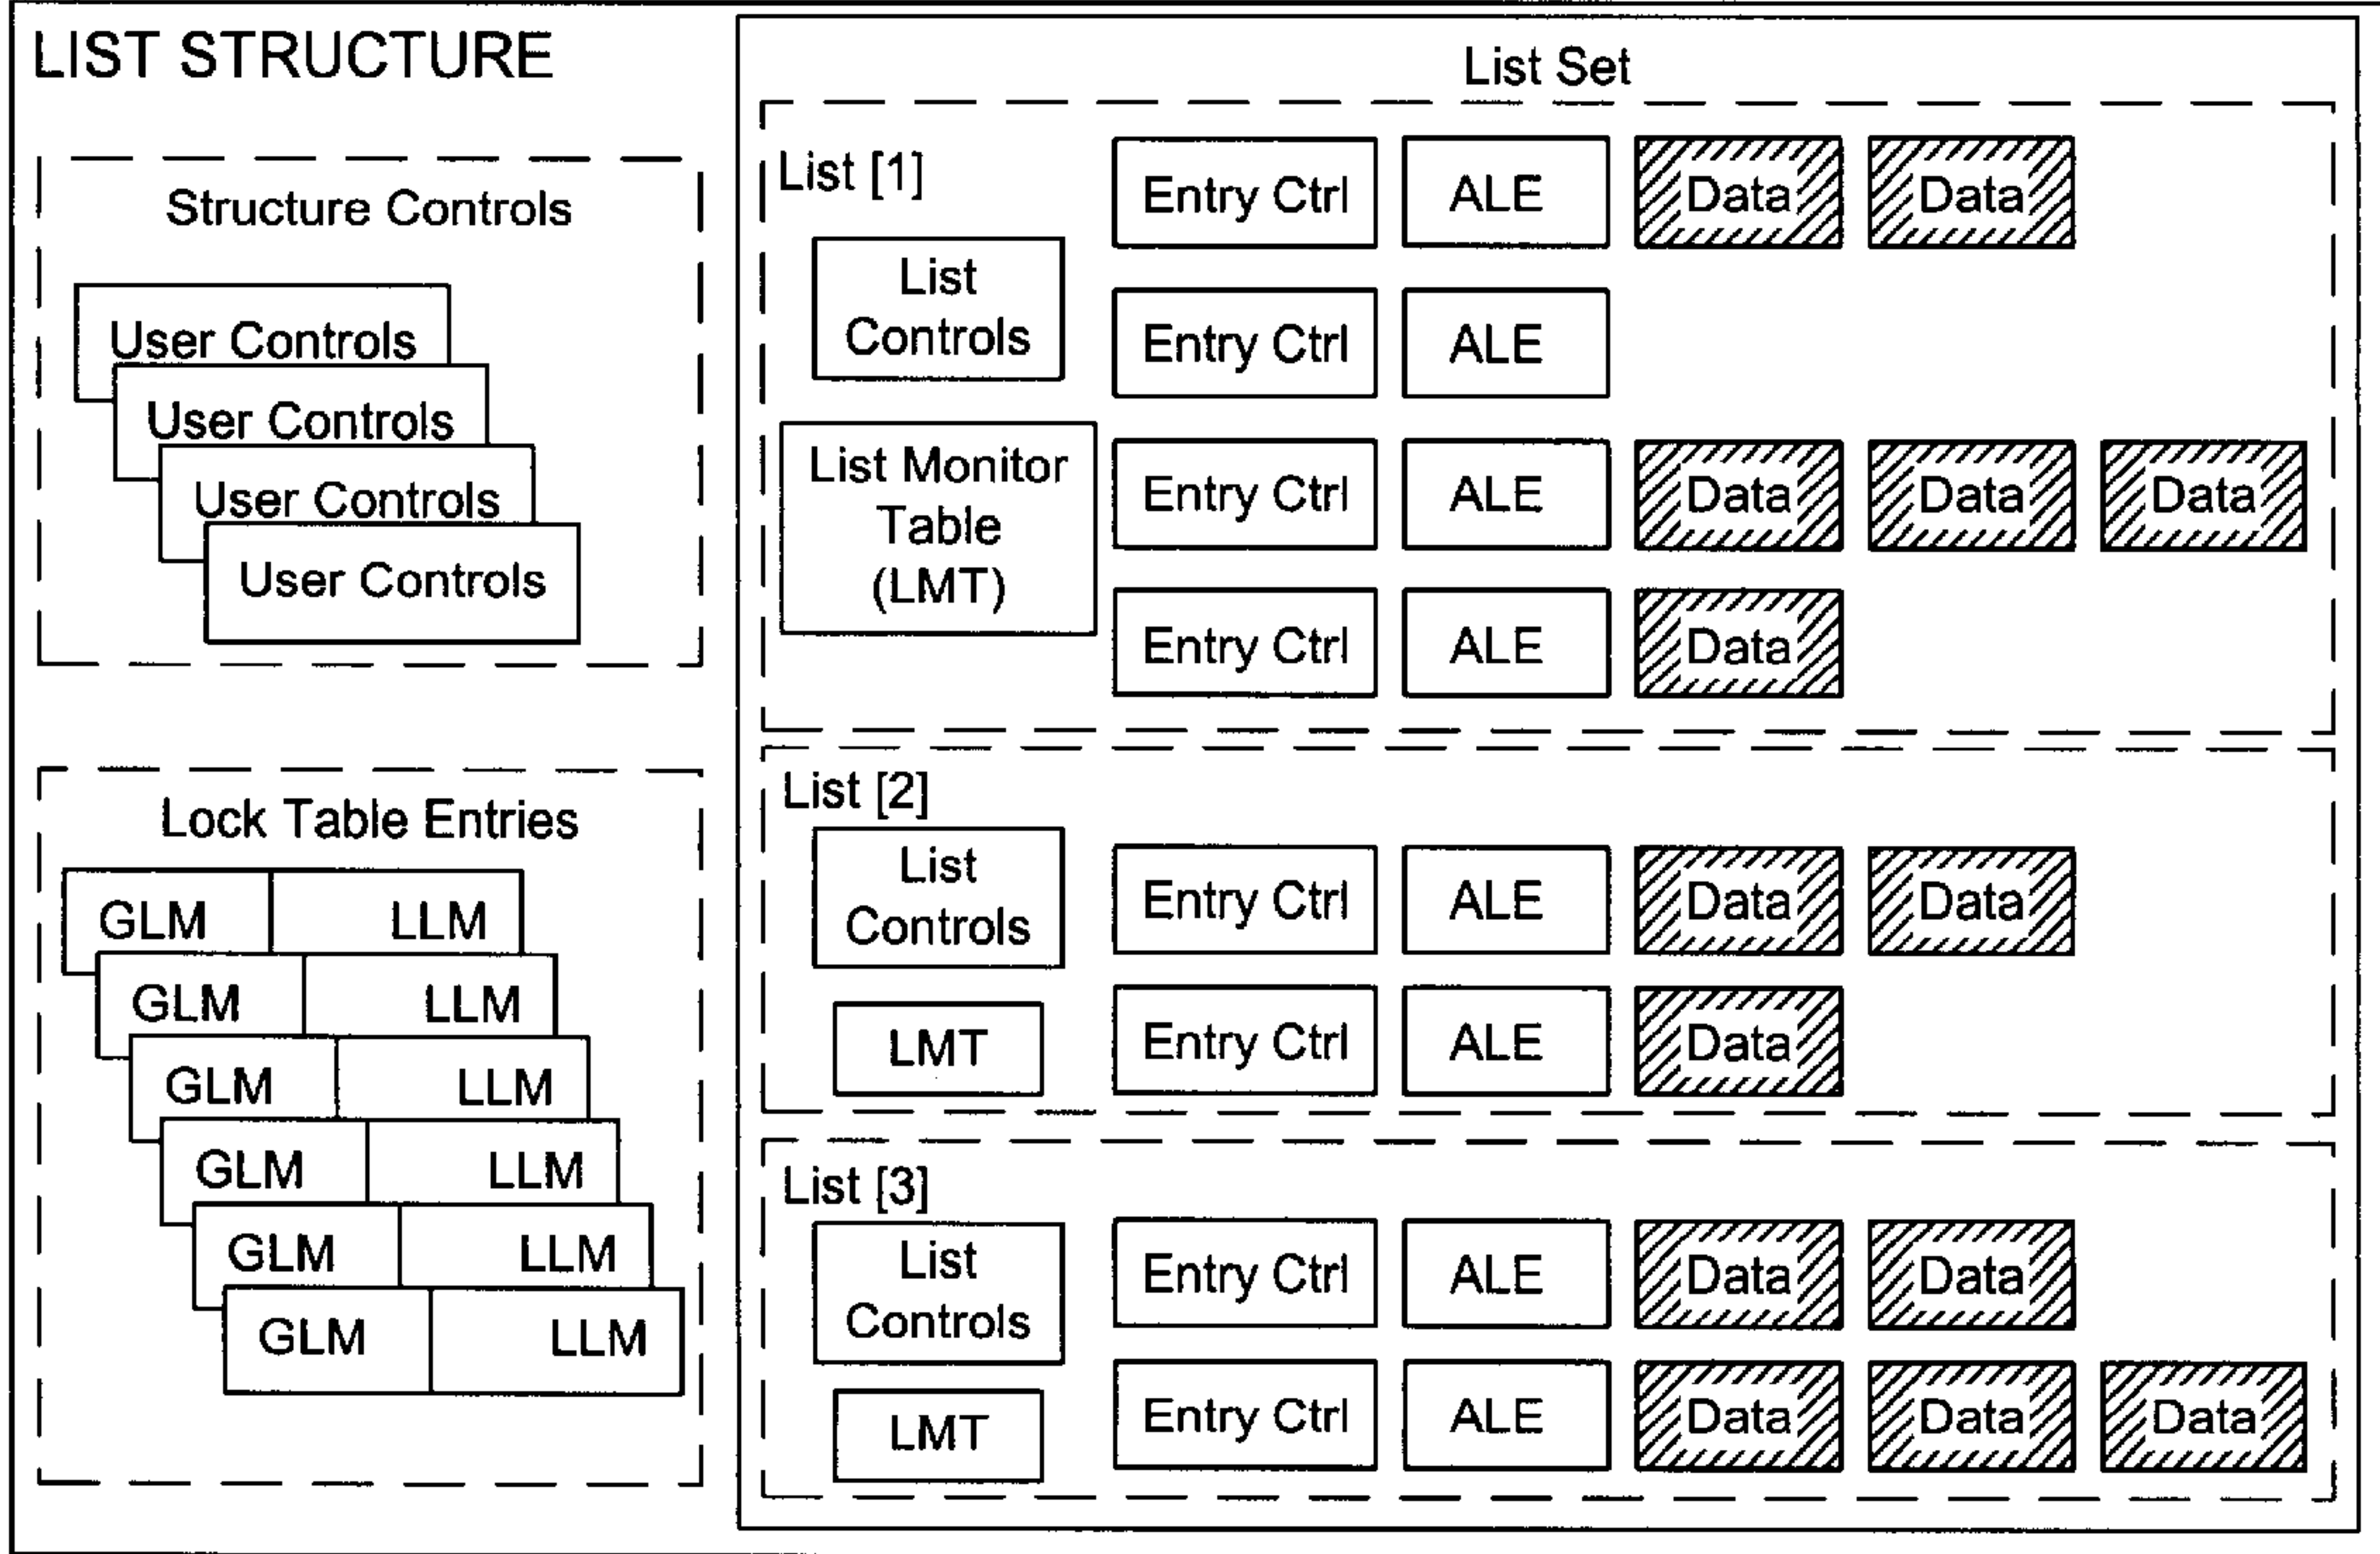 LIST STRUCTURE
Structure Controls
User Controls
User Controls
User Controls
User Controls
Lock Table Entries
GLM LLM
GLM LLM
GLM LLM
GLM LLM
GLM LLM
GLM LLM
List Set
List [1]
List
Controls
List Monitor
Table
(LMT)
Entry Ctrl ALE Data Data
Entry Ctrl ALE
Entry Ctrl ALE Data Data Data
Entry Ctrl ALE Data
List [2]
List
Controls
LMT
Entry Ctrl ALE Data Data
Entry Ctrl ALE Data
List [3]
List
Controls
LMT
Entry Ctrl ALE Data Data
Entry Ctrl ALE Data Data Data